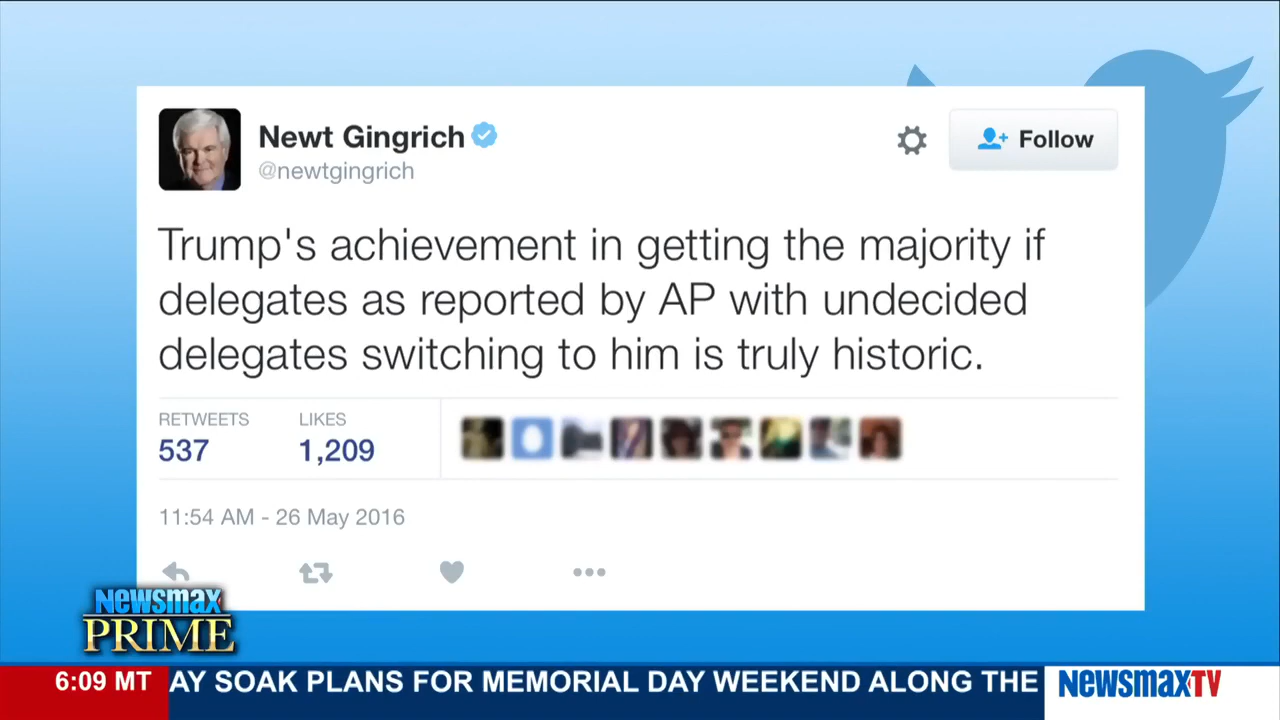 Newt Gingrich
@newtgingrich
Follow
Trump's achievement in getting the majority if
delegates as reported by AP with undecided
delegates switching to him is truly historic.
RETWEETS LIKES
537 1,209
11:54 AM - 26 May 2016
Newsmax
PRIME
6:09 MT AY SOAK PLANS FOR MEMORIAL DAY WEEKEND ALONG THE NEWSMAXTV